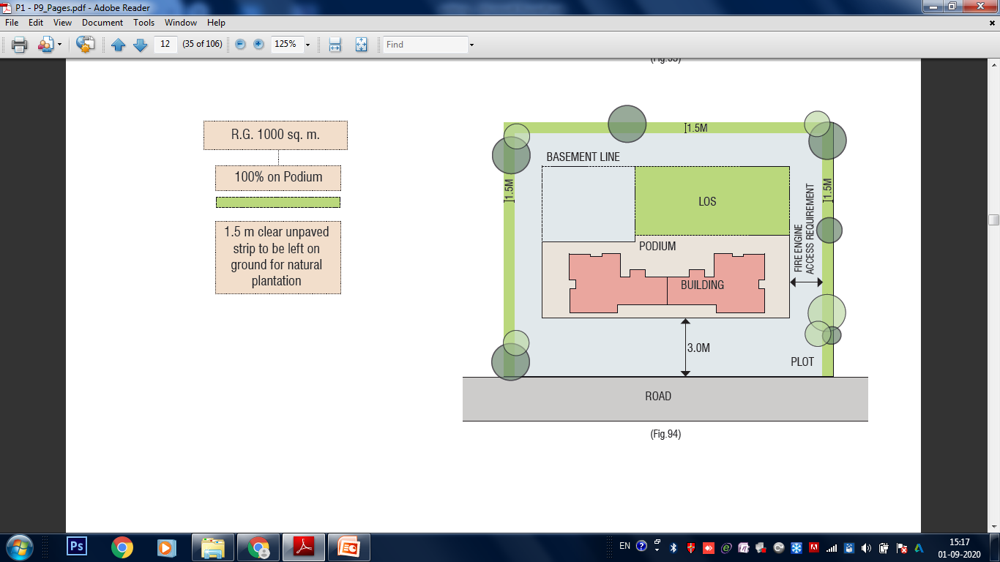 P1 - P9_Pages.pdf - Adobe Reader
File Edit View Document Tools Window Help
12 (35 of 106) 125% Find
(Fig.93)
R.G. 1000 sq. m.
100% on Podium
1.5 m clear unpaved
strip to be left on
ground for natural
plantation
1.5M
BASEMENT LINE
1.5M
1.5M
LOS
FIRE ENGINE
ACCESS REQUIREMENT
PODIUM
BUILDING
3.0M
PLOT
ROAD
(Fig.94)
Ps
EN
15:17
01-09-2020